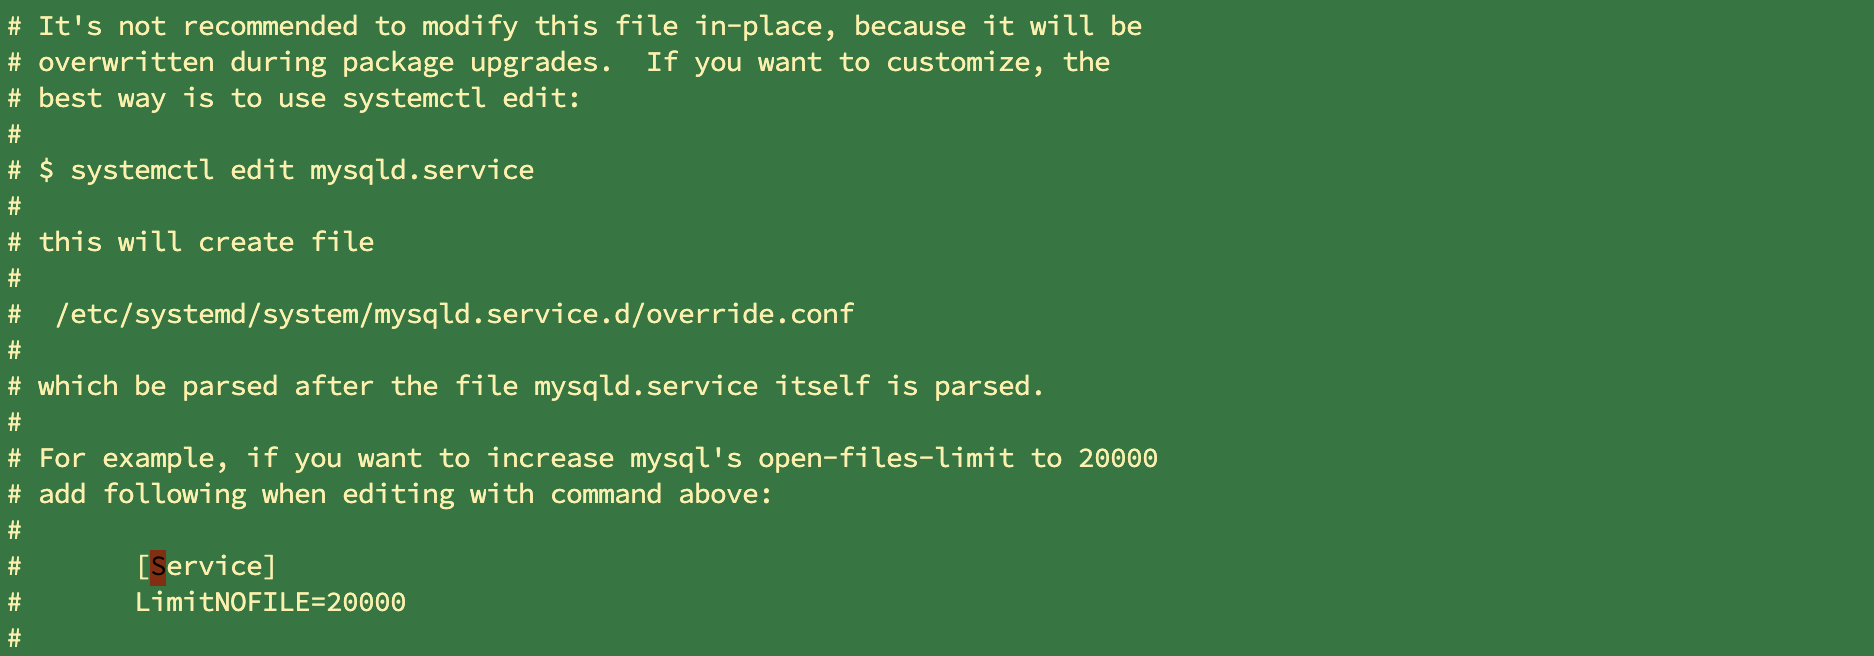 # It's not recommended to modify this file in-place, because it will be
# overwritten during package upgrades.  If you want to customize, the
# best way is to use systemctl edit:
#
# $ systemctl edit mysqld.service
#
# this will create file
#
#  /etc/systemd/system/mysqld.service.d/override.conf
#
# which be parsed after the file mysqld.service itself is parsed.
#
# For example, if you want to increase mysql's open-files-limit to 20000
# add following when editing with command above:
#
#       [Service]
#       LimitNOFILE=20000
#